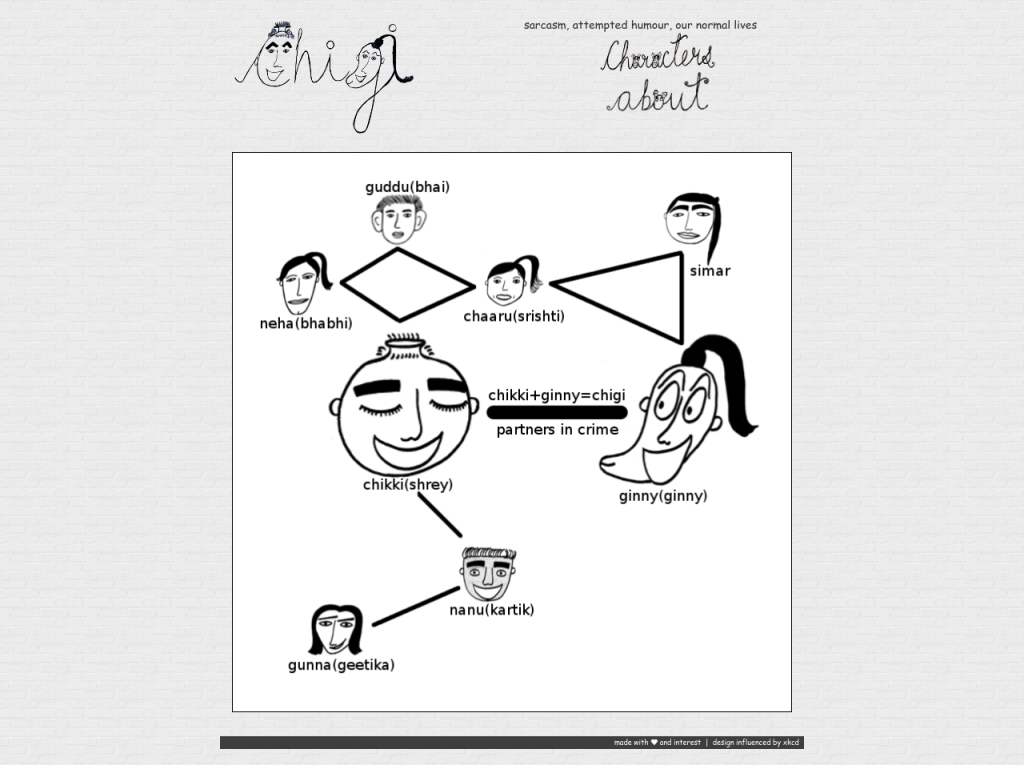 Chigi
sarcasm, attempted humour, our normal lives
Characters
about
guddu(bhai)
simar
neha(bhabhi)
chaaru(srishti)
chikki+ginny=chigi
partners in crime
chikki(shrey)
ginny(ginny)
nanu(kartik)
gunna(geetika)
made with ♥ and interest | design influenced by xkcd